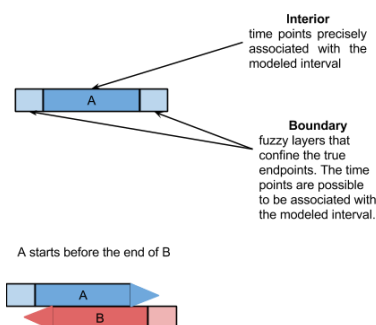 Interior
time points precisely
associated with the
modeled interval
A
Boundary
fuzzy layers that
confine the true
endpoints. The time
points are possible
to be associated with
the modeled interval.
A starts before the end of B
A
B